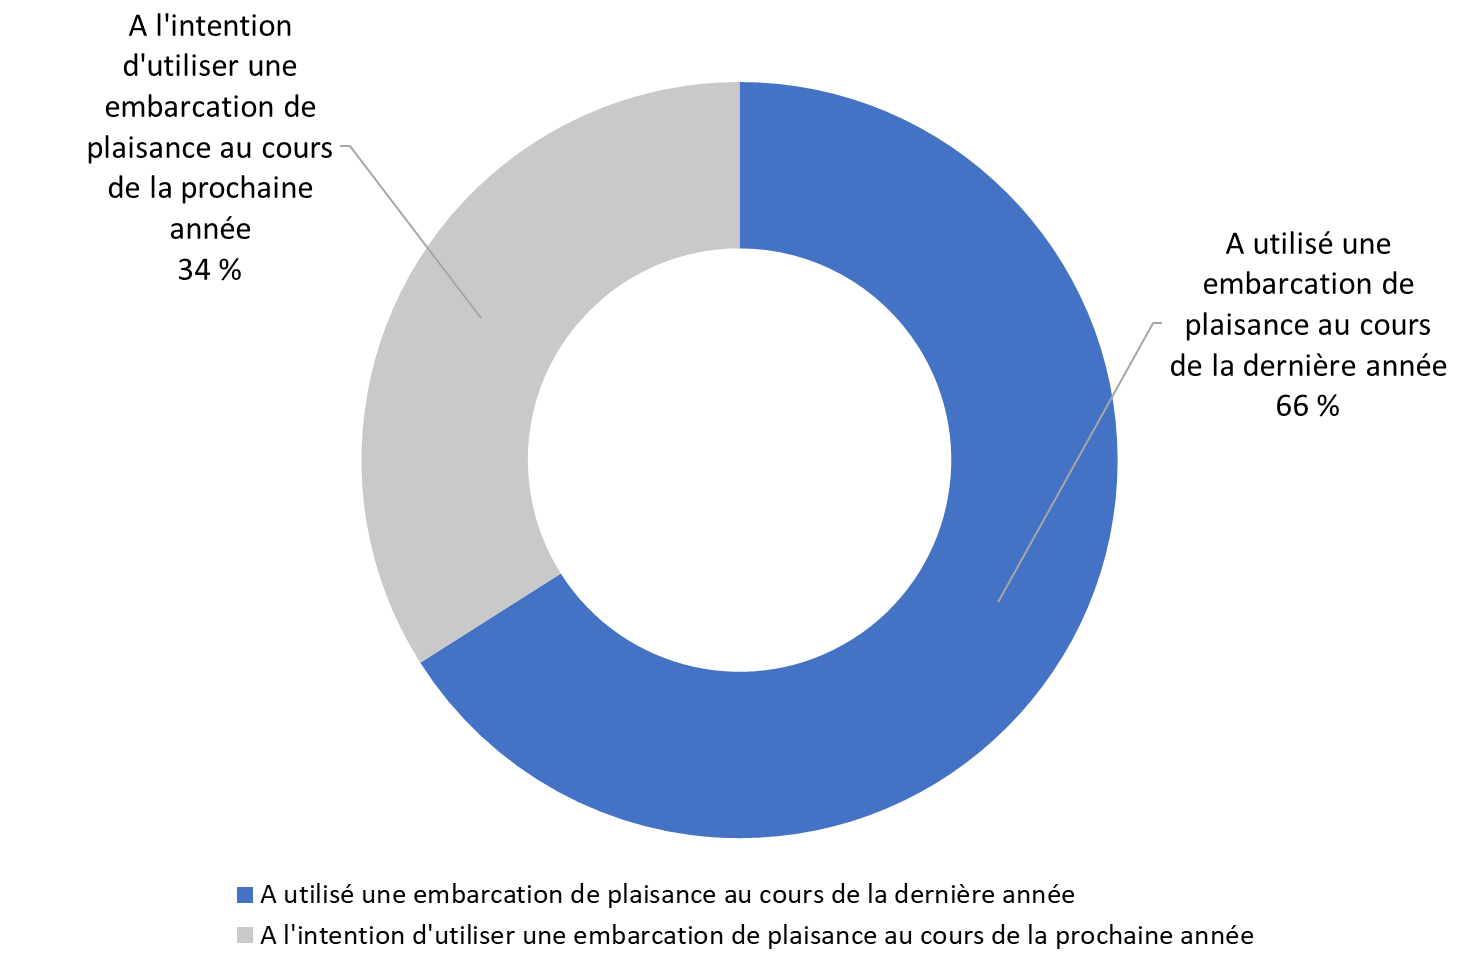 A l'intention
d'utiliser une
embarcation de
plaisance au cours
de la prochaine
année
34 %
A utilisé une
embarcation de
plaisance au cours
de la dernière année
66 %
A utilisé une embarcation de plaisance au cours de la dernière année
A l'intention d'utiliser une embarcation de plaisance au cours de la prochaine année